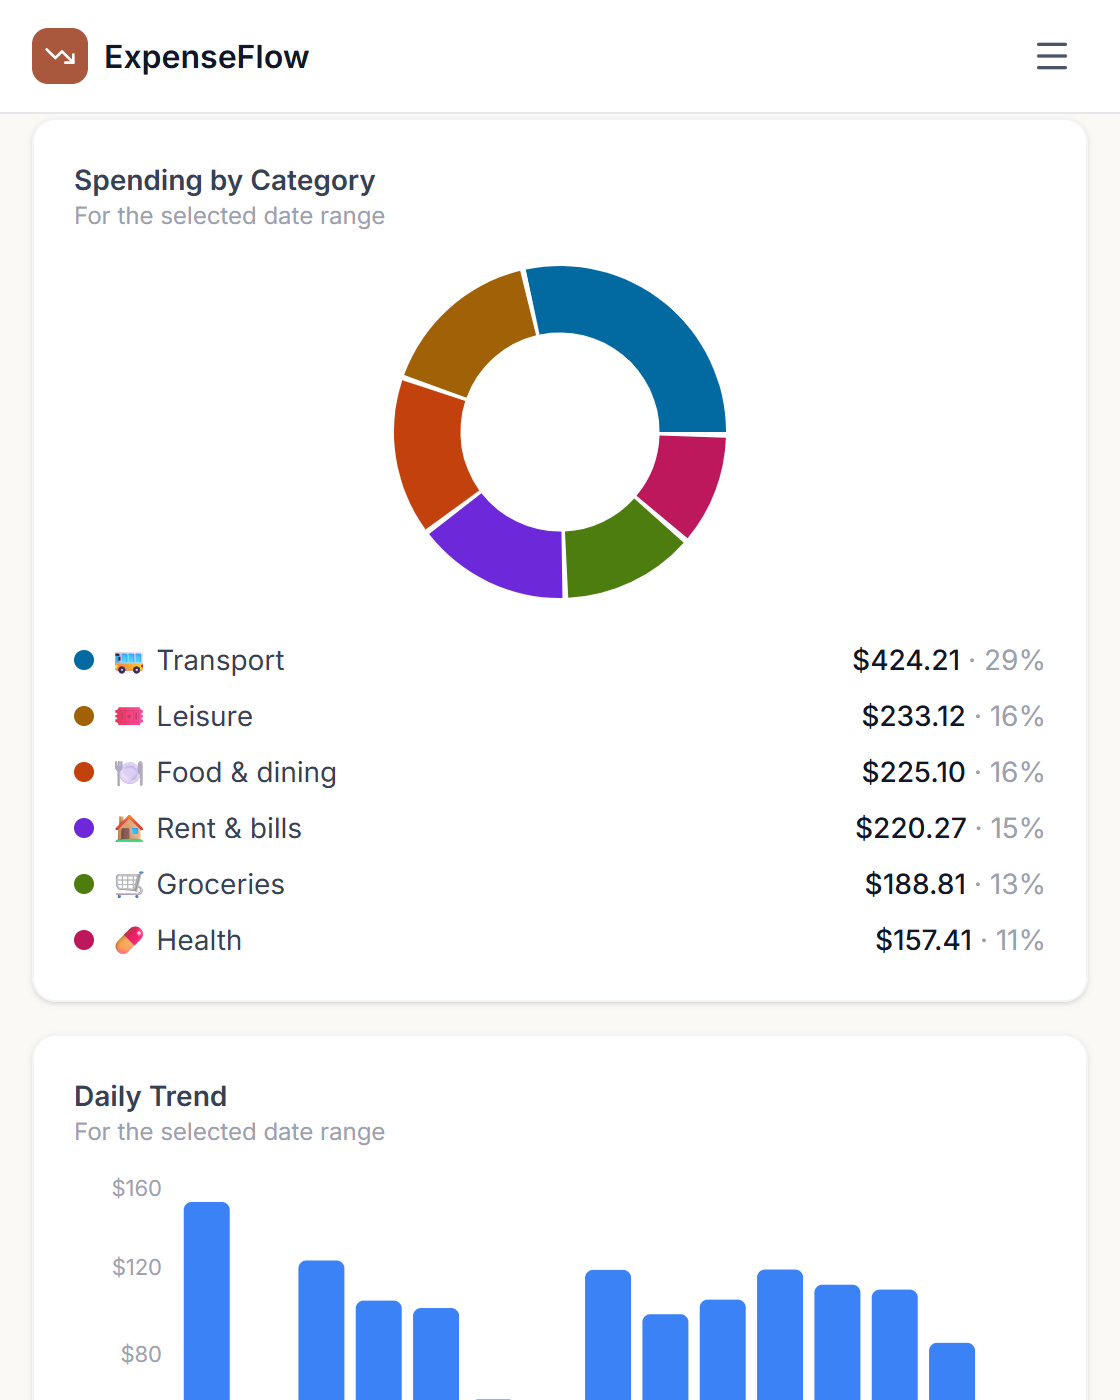 ExpenseFlow
Spending by Category
For the selected date range
Transport $424.21 · 29%
Leisure $233.12 · 16%
Food & dining $225.10 · 16%
Rent & bills $220.27 · 15%
Groceries $188.81 · 13%
Health $157.41 · 11%
Daily Trend
For the selected date range
$160
$120
$80